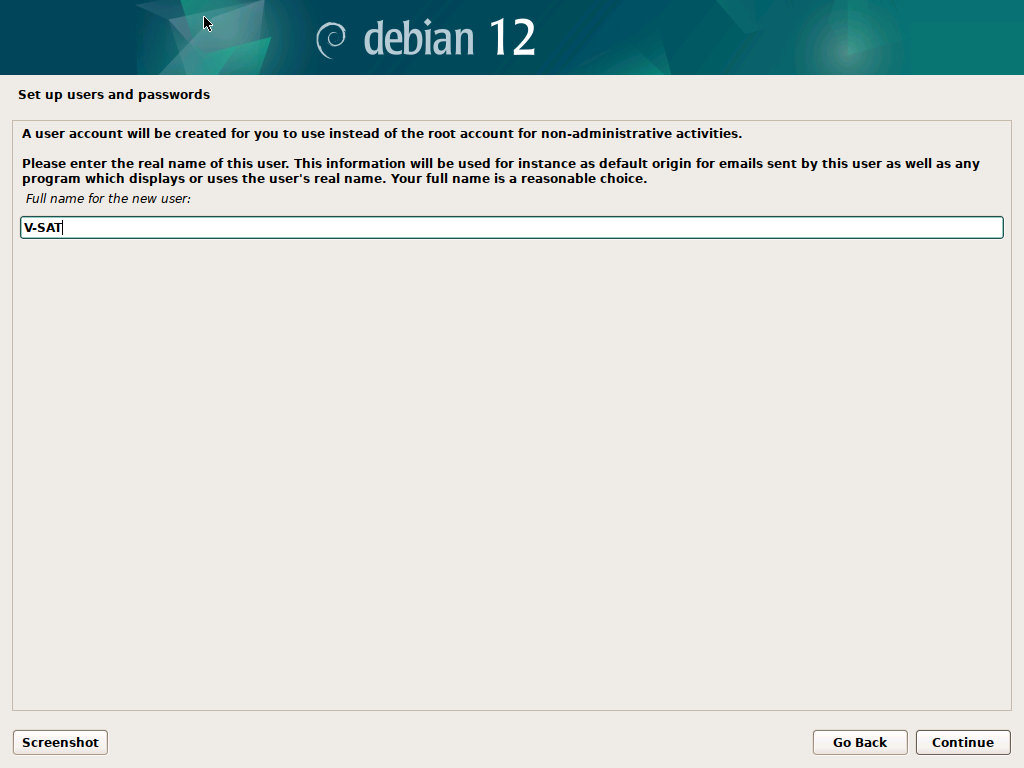 debian 12
Set up users and passwords
A user account will be created for you to use instead of the root account for non-administrative activities.
Please enter the real name of this user. This information will be used for instance as default origin for emails sent by this user as well as any
program which displays or uses the user's real name. Your full name is a reasonable choice.
Full name for the new user:
V-SAT
Screenshot
Go Back
Continue